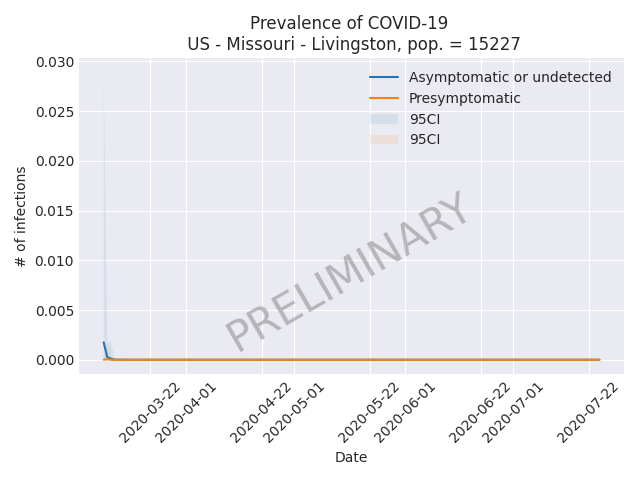 Prevalence of COVID-19
US - Missouri - Livingston, pop. = 15227
0.030
0.025
0.020
0.015
0.010
0.005
0.000
# of infections
Asymptomatic or undetected
Presymptomatic
95CI
95CI
PRELIMINARY
2020-03-22
2020-04-01
2020-04-22
2020-05-01
2020-05-22
2020-06-01
2020-06-22
2020-07-01
2020-07-22
Date